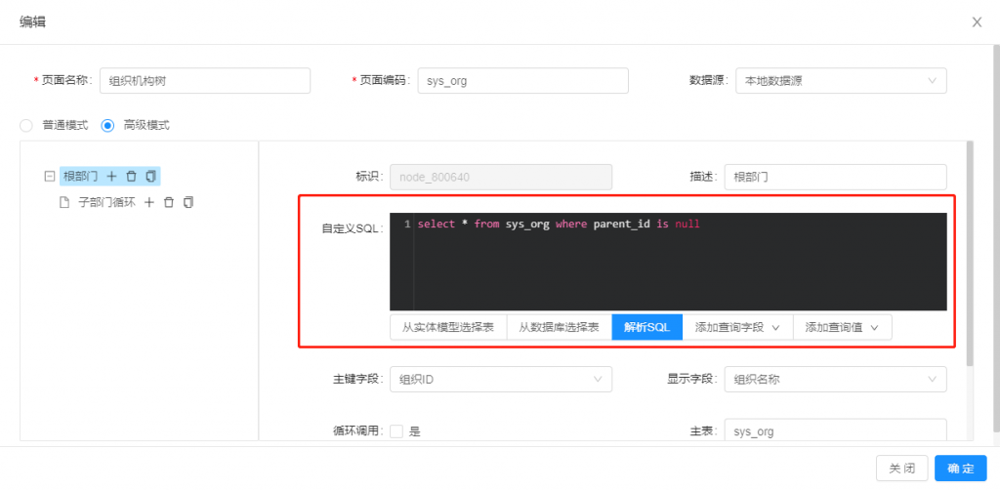 编辑
* 页面名称: 组织机构树 * 页面编码: sys_org 数据源: 本地数据源
普通模式 高级模式
根部门
子部门循环
标识: node_800640 描述: 根部门
自定义SQL: 1 select * from sys_org where parent_id is null
从实体模型选择表 从数据库选择表 解析SQL 添加查询字段 添加查询值
主键字段: 组织ID 显示字段: 组织名称
循环调用: 是 主表: sys_org
关 闭 确 定